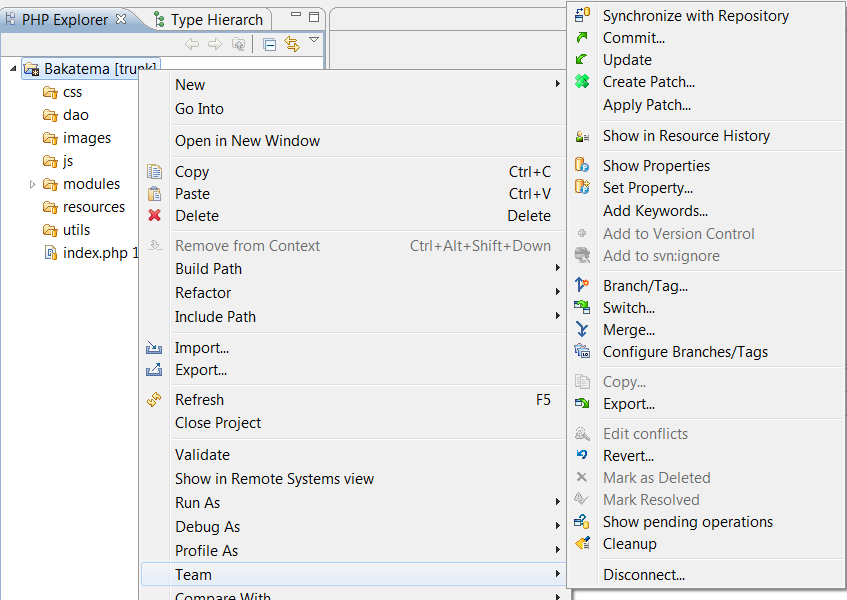 PHP Explorer
Type Hierarch
Bakatema [trunk]
css
dao
images
js
modules
resources
utils
index.php 1
New
Go Into
Open in New Window
Copy Ctrl+C
Paste Ctrl+V
Delete Delete
Remove from Context Ctrl+Alt+Shift+Down
Build Path
Refactor
Include Path
Import...
Export...
Refresh F5
Close Project
Validate
Show in Remote Systems view
Run As
Debug As
Profile As
Team
Compare With
Synchronize with Repository
Commit...
Update
Create Patch...
Apply Patch...
Show in Resource History
Show Properties
Set Property...
Add Keywords...
Add to Version Control
Add to svn:ignore
Branch/Tag...
Switch...
Merge...
Configure Branches/Tags
Copy...
Export...
Edit conflicts
Revert...
Mark as Deleted
Mark Resolved
Show pending operations
Cleanup
Disconnect...